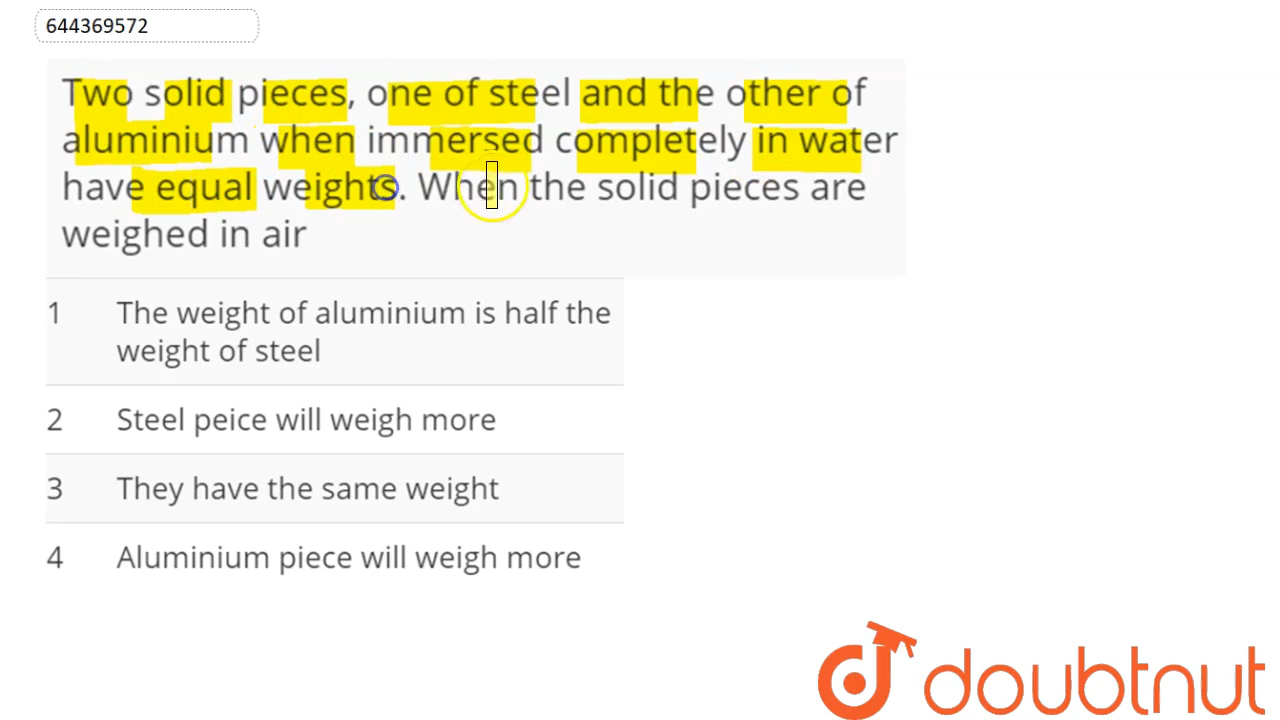 644369572
Two solid pieces, one of steel and the other of
aluminium when immersed completely in water
have equal weights. When the solid pieces are
weighed in air
1 The weight of aluminium is half the
weight of steel
2 Steel peice will weigh more
3 They have the same weight
4 Aluminium piece will weigh more
doubtnut